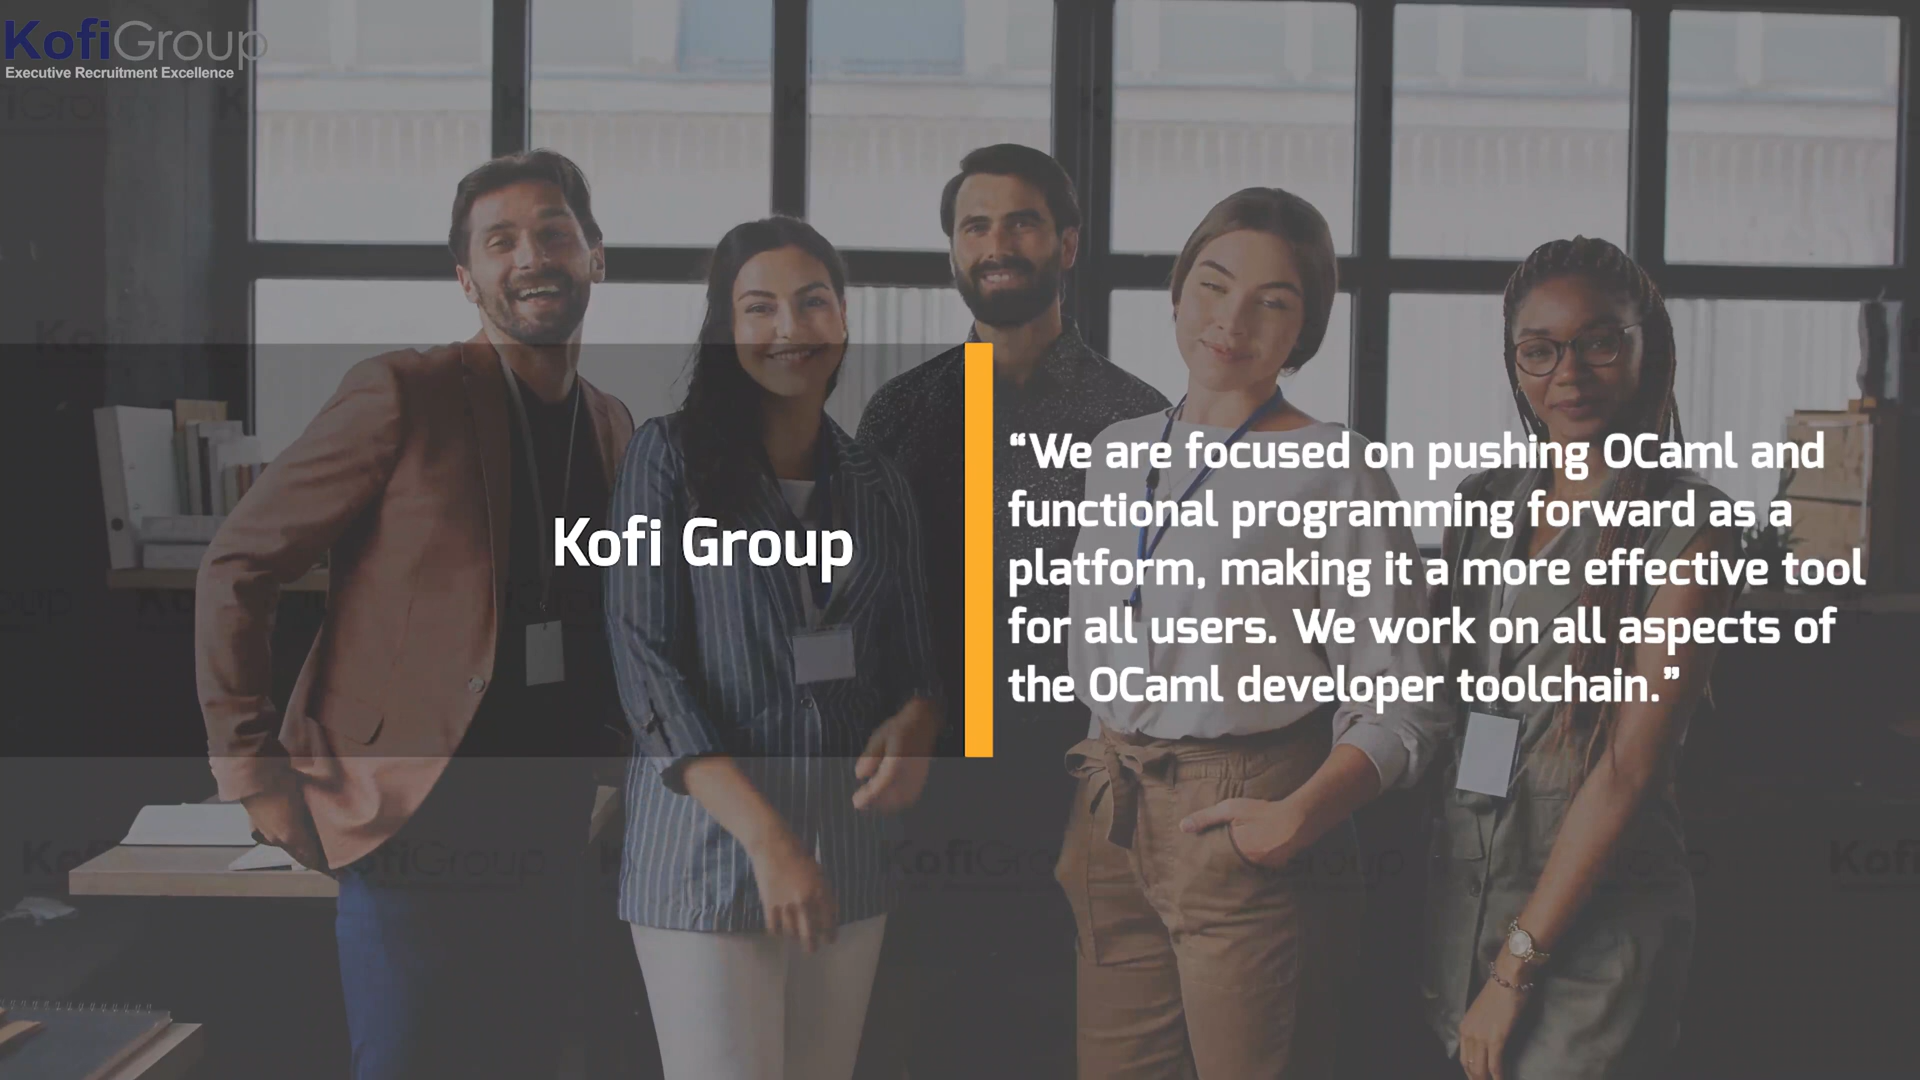 KofiGroup
Executive Recruitment Excellence
Kofi Group
“We are focused on pushing OCaml and
functional programming forward as a
platform, making it a more effective tool
for all users. We work on all aspects of
the OCaml developer toolchain.”